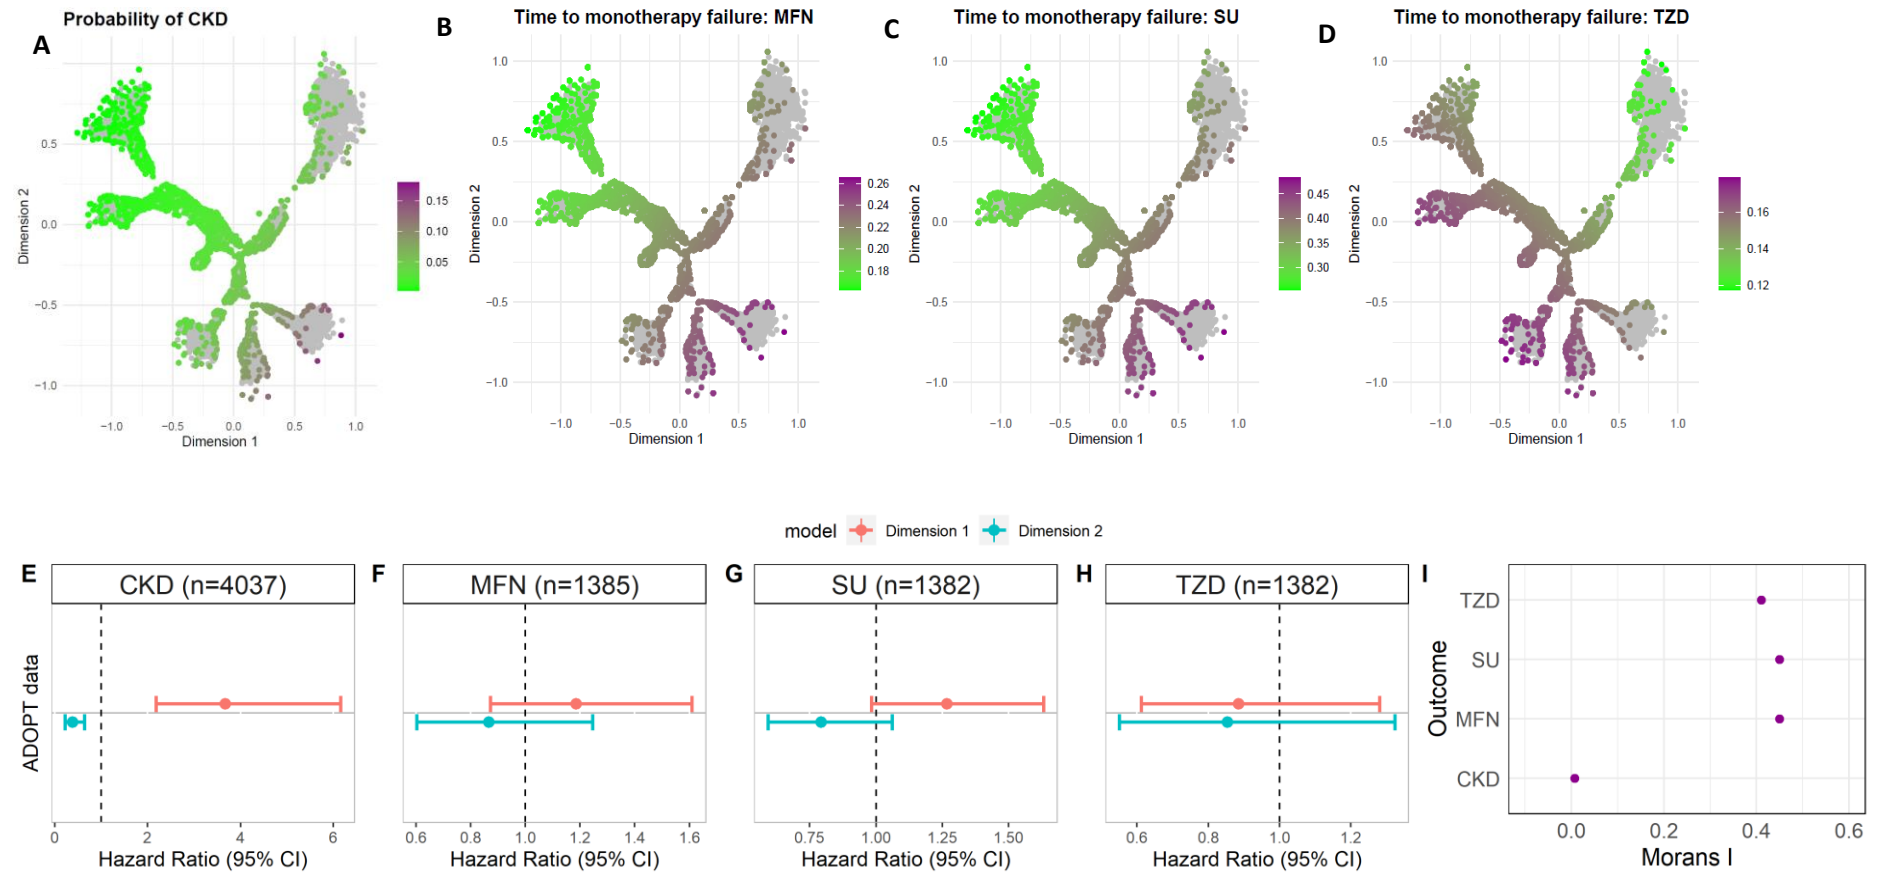 Probability of CKD
A
1.0
0.5
0.0
−0.5
−1.0
−1.0 −0.5 0.0 0.5 1.0
Dimension 1
Dimension 2
0.15
0.10
0.05
Time to monotherapy failure: MFN
B
1.0
0.5
0.0
−0.5
−1.0
−1.0 −0.5 0.0 0.5 1.0
Dimension 1
Dimension 2
0.26
0.24
0.22
0.20
0.18
Time to monotherapy failure: SU
C
1.0
0.5
0.0
−0.5
−1.0
−1.0 −0.5 0.0 0.5 1.0
Dimension 1
Dimension 2
0.45
0.40
0.35
0.30
Time to monotherapy failure: TZD
D
1.0
0.5
0.0
−0.5
−1.0
−1.0 −0.5 0.0 0.5 1.0
Dimension 1
0.16
0.14
0.12
model Dimension 1 Dimension 2
E
CKD (n=4037)
ADOPT data
0 2 4 6
Hazard Ratio (95% CI)
F
MFN (n=1385)
0.6 0.8 1.0 1.2 1.4 1.6
Hazard Ratio (95% CI)
G
SU (n=1382)
0.75 1.00 1.25 1.50
Hazard Ratio (95% CI)
H
TZD (n=1382)
0.6 0.8 1.0 1.2
Hazard Ratio (95% CI)
I
Outcome
TZD
SU
MFN
CKD
0.0 0.2 0.4 0.6
Morans I